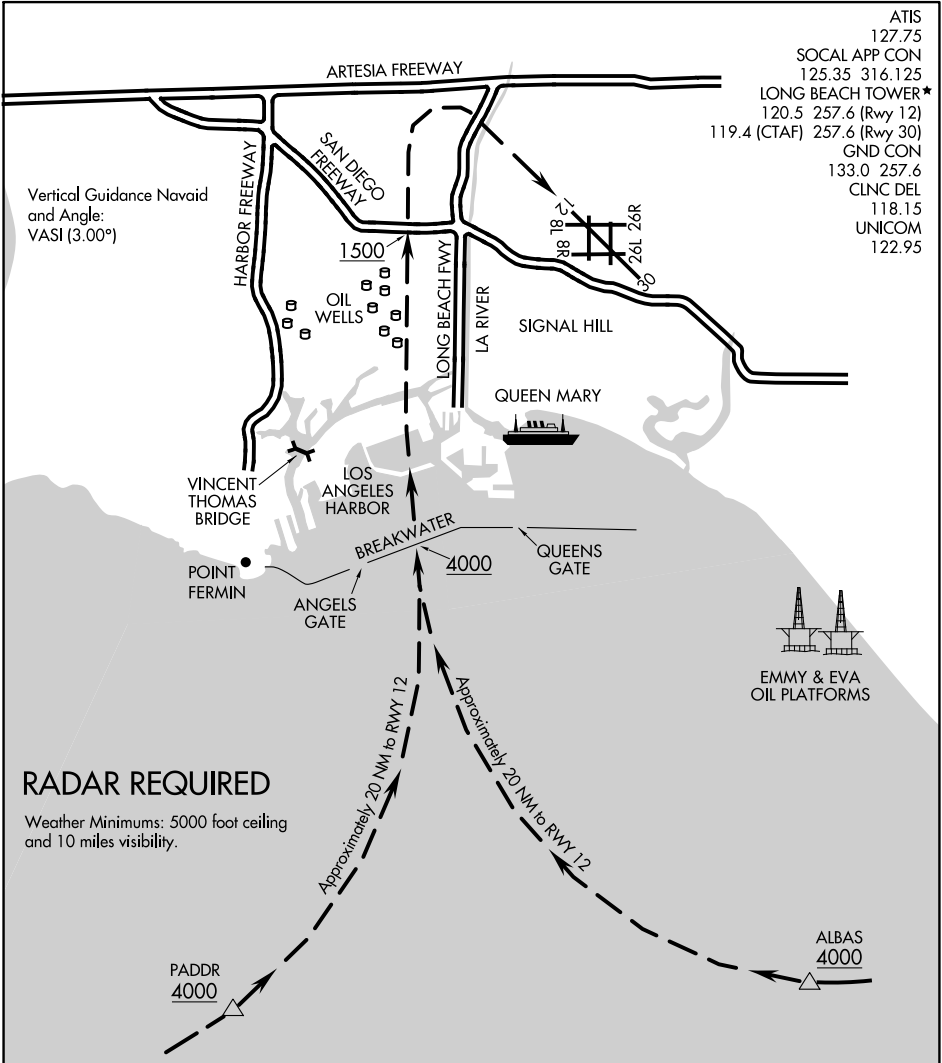 ATIS
127.75
SOCAL APP CON
125.35 316.125
LONG BEACH TOWER★
120.5 257.6 (Rwy 12)
119.4 (CTAF) 257.6 (Rwy 30)
GND CON
133.0 257.6
CLNC DEL
118.15
UNICOM
122.95
ARTESIA FREEWAY
SAN DIEGO
FREEWAY
HARBOR FREEWAY
Vertical Guidance Navaid
and Angle:
VASI (3.00°)
1500
OIL
WELLS
LONG BEACH FWY
LA RIVER
12
8L
26R
8R
26L
30
SIGNAL HILL
QUEEN MARY
VINCENT
THOMAS
BRIDGE
LOS
ANGELES
HARBOR
BREAKWATER
4000
QUEENS
GATE
POINT
FERMIN
ANGELS
GATE
EMMY & EVA
OIL PLATFORMS
Approximately 20 NM to RWY 12
Approximately 20 NM to RWY 12
RADAR REQUIRED
Weather Minimums: 5000 foot ceiling
and 10 miles visibility.
PADDR
4000
ALBAS
4000